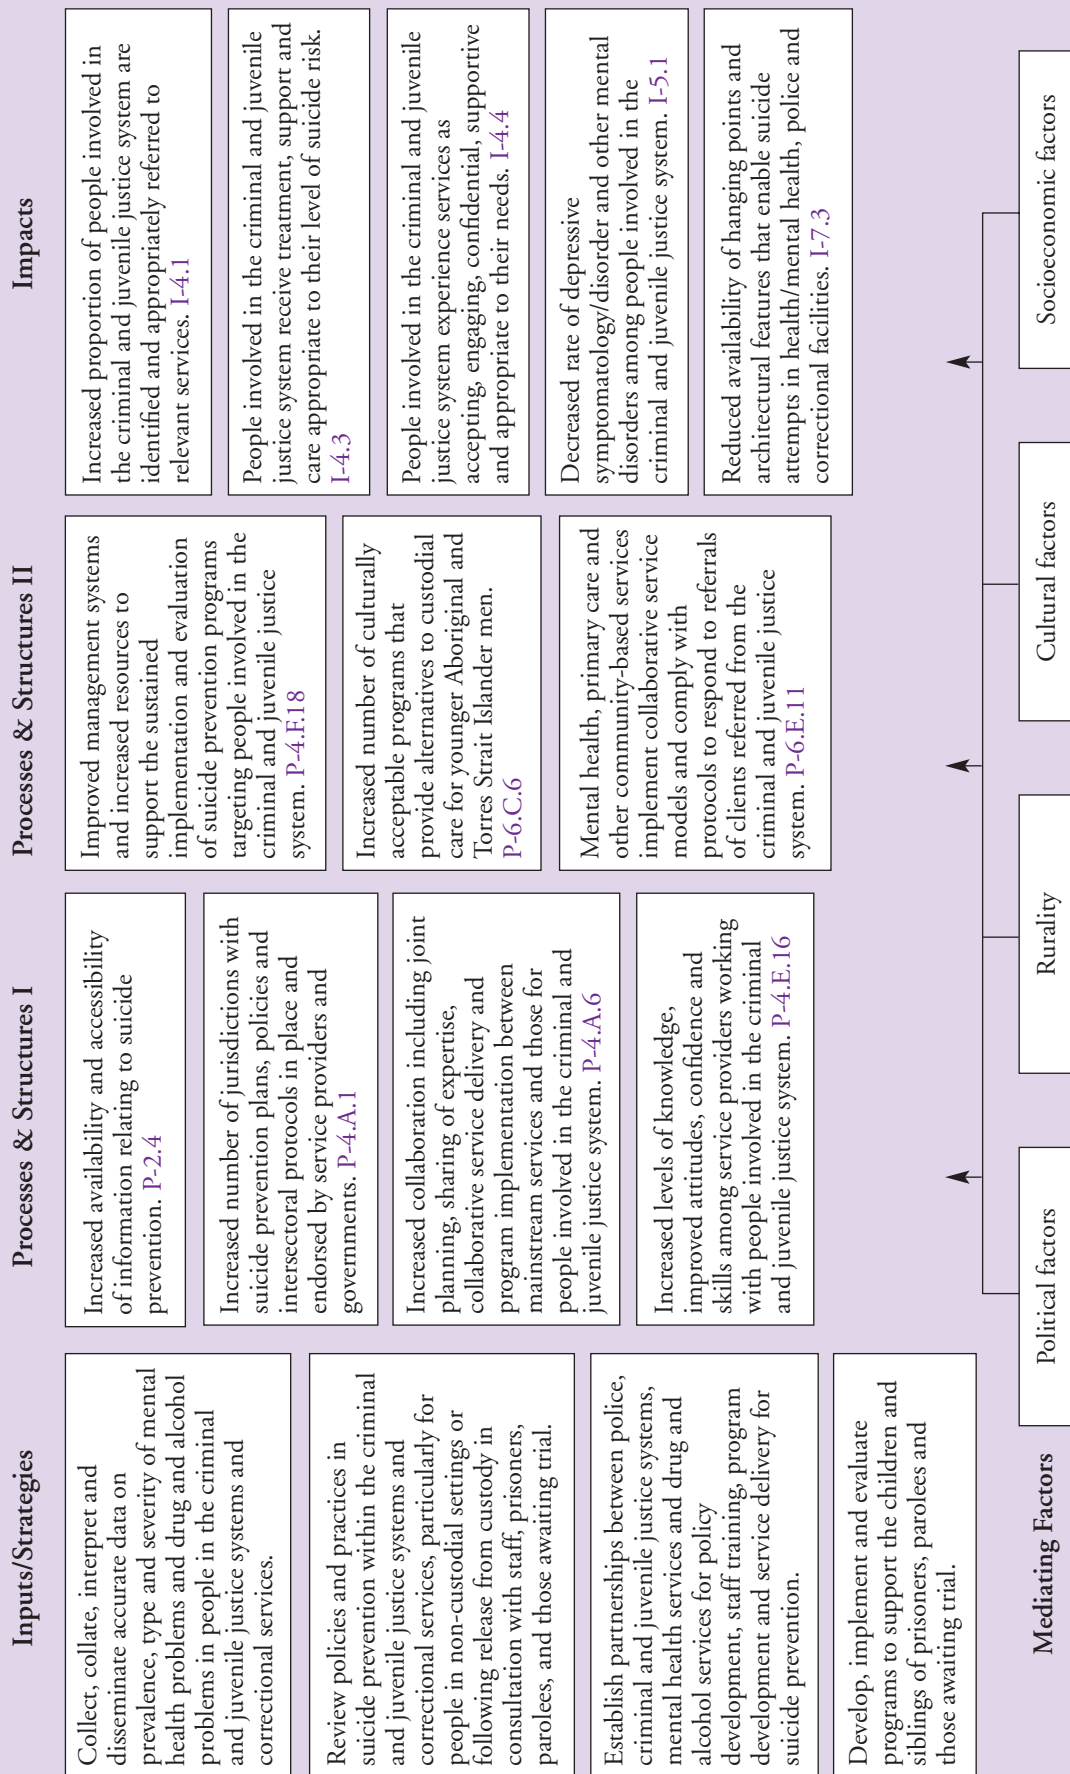 Inputs/Strategies
Collect, collate, interpret and
disseminate accurate data on
prevalence, type and severity of mental
health problems and drug and alcohol
problems in people in the criminal
and juvenile justice systems and
correctional services.
Review policies and practices in
suicide prevention within the criminal
and juvenile justice systems and
correctional services, particularly for
people in non-custodial settings or
following release from custody in
consultation with staff, prisoners,
parolees, and those awaiting trial.
Establish partnerships between police,
criminal and juvenile justice systems,
mental health services and drug and
alcohol services for policy
development, staff training, program
development and service delivery for
suicide prevention.
Develop, implement and evaluate
programs to support the children and
siblings of prisoners, parolees and
those awaiting trial.
Processes & Structures I
Increased availability and accessibility
of information relating to suicide
prevention. P-2.4
Increased number of jurisdictions with
suicide prevention plans, policies and
intersectoral protocols in place and
endorsed by service providers and
governments. P-4.A.1
Increased collaboration including joint
planning, sharing of expertise,
collaborative service delivery and
program implementation between
mainstream services and those for
people involved in the criminal and
juvenile justice system. P-4.A.6
Increased levels of knowledge,
improved attitudes, confidence and
skills among service providers working
with people involved in the criminal
and juvenile justice system. P-4.E.16
Processes & Structures II
Improved management systems
and increased resources to
support the sustained
implementation and evaluation
of suicide prevention programs
targeting people involved in the
criminal and juvenile justice
system. P-4.F.18
Increased number of culturally
acceptable programs that
provide alternatives to custodial
care for younger Aboriginal and
Torres Strait Islander men.
P-6.C.6
Mental health, primary care and
other community-based services
implement collaborative service
models and comply with
protocols to respond to referrals
of clients referred from the
criminal and juvenile justice
system. P-6.E.11
Impacts
Increased proportion of people involved in
the criminal and juvenile justice system are
identified and appropriately referred to
relevant services. I-4.1
People involved in the criminal and juvenile
justice system receive treatment, support and
care appropriate to their level of suicide risk.
I-4.3
People involved in the criminal and juvenile
justice system experience services as
accepting, engaging, confidential, supportive
and appropriate to their needs. I-4.4
Decreased rate of depressive
symptomatology/disorder and other mental
disorders among people involved in the
criminal and juvenile justice system. I-5.1
Reduced availability of hanging points and
architectural features that enable suicide
attempts in health/mental health, police and
correctional facilities. I-7.3
Mediating Factors
Political factors
Rurality
Cultural factors
Socioeconomic factors